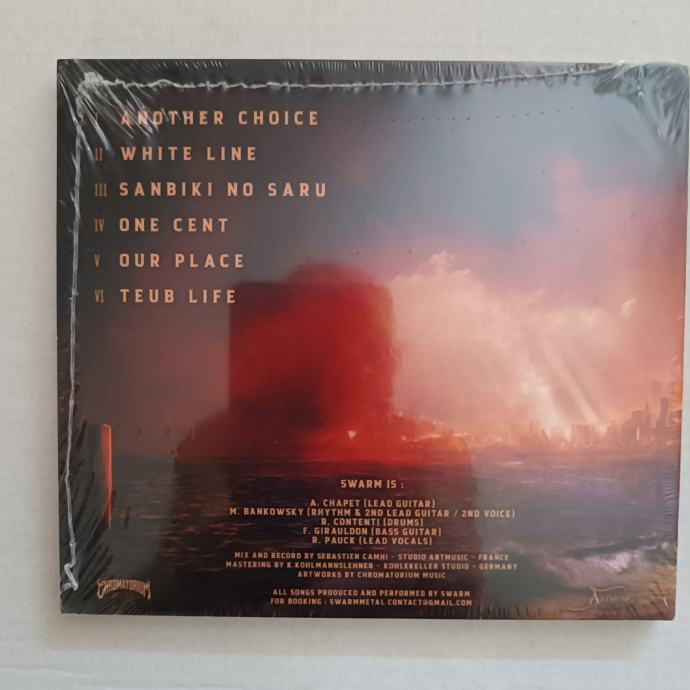 I ANOTHER CHOICE
II WHITE LINE
III SANBIKI NO SARU
IV ONE CENT
V OUR PLACE
VI TEUB LIFE
SWARM IS :
A. CHAPET (LEAD GUITAR)
M. BANKOWSKY (RHYTHM & 2ND LEAD GUITAR / 2ND VOICE)
R. CONTENTI (DRUMS)
F. GIRAULDON (BASS GUITAR)
R. PAUCK (LEAD VOCALS)
MIX AND RECORD BY SEBASTIEN CAMHI - STUDIO ARTMUSIC - FRANCE
MASTERING BY K.KOHLMANNSLEHNER - KOHLEKELLER STUDIO - GERMANY
ARTWORKS BY CHROMATORIUM MUSIC
ALL SONGS PRODUCED AND PERFORMED BY SWARM
FOR BOOKING : SWARMMETAL.CONTACT@GMAIL.COM
CHROMATORIUM